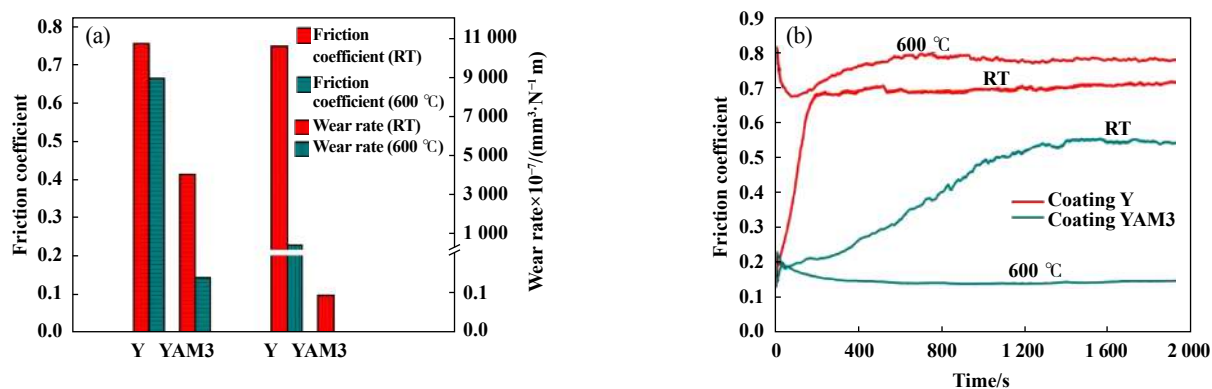 (a)
Friction coefficient
0.8
0.7
0.6
0.5
0.4
0.3
0.2
0.1
0.0
Y YAM3 Y YAM3
Friction
coefficient (RT)
Friction
coefficient (600 ℃)
Wear rate (RT)
Wear rate (600 ℃)
11 000
9 000
7 000
5 000
3 000
1 000
0.1
0.0
Wear rate×10⁻⁷/(mm³·N⁻¹ m)
(b)
Friction coefficient
0.9
0.8
0.7
0.6
0.5
0.4
0.3
0.2
0.1
0.0
600 ℃
RT
RT
Coating Y
Coating YAM3
600 ℃
0 400 800 1 200 1 600 2 000
Time/s